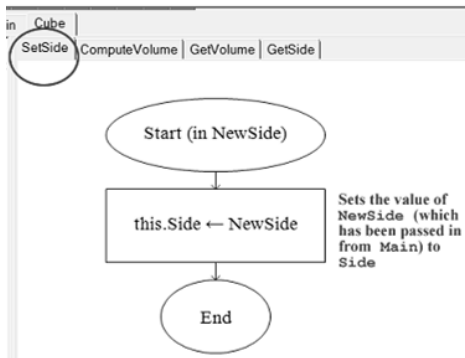 in Cube
SetSide ComputeVolume GetVolume GetSide
Start (in NewSide)
this.Side ← NewSide
Sets the value of
NewSide (which
has been passed in
from Main) to
Side
End